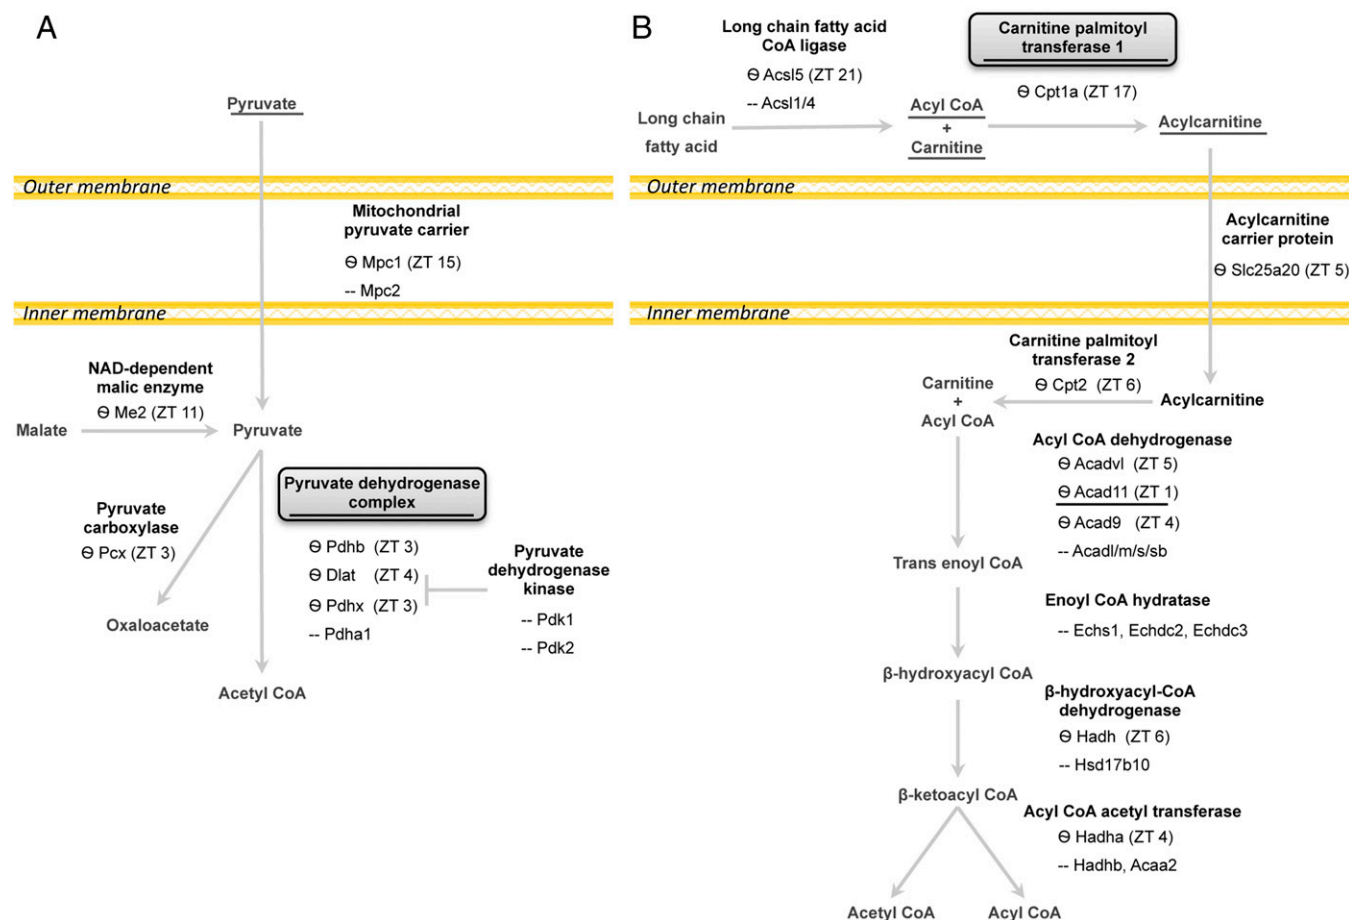 A
Pyruvate
Outer membrane
Mitochondrial
pyruvate carrier
Ɵ Mpc1 (ZT 15)
-- Mpc2
Inner membrane
NAD-dependent
malic enzyme
Ɵ Me2 (ZT 11)
Malate
Pyruvate
Pyruvate dehydrogenase
complex
Pyruvate
carboxylase
Ɵ Pcx (ZT 3)
Ɵ Pdhb (ZT 3)
Ɵ Dlat (ZT 4)
Ɵ Pdhx (ZT 3)
-- Pdha1
Pyruvate
dehydrogenase
kinase
-- Pdk1
-- Pdk2
Oxaloacetate
Acetyl CoA
B
Long chain fatty acid
CoA ligase
Ɵ Acsl5 (ZT 21)
-- Acsl1/4
Carnitine palmitoyl
transferase 1
Ɵ Cpt1a (ZT 17)
Long chain
fatty acid
Acyl CoA
+
Carnitine
Acylcarnitine
Outer membrane
Acylcarnitine
carrier protein
Ɵ Slc25a20 (ZT 5)
Inner membrane
Carnitine palmitoyl
transferase 2
Ɵ Cpt2 (ZT 6)
Carnitine
+
Acyl CoA
Acylcarnitine
Acyl CoA dehydrogenase
Ɵ Acadvl (ZT 5)
Ɵ Acad11 (ZT 1)
Ɵ Acad9 (ZT 4)
-- Acadl/m/s/sb
Trans enoyl CoA
Enoyl CoA hydratase
-- Echs1, Echdc2, Echdc3
β-hydroxyacyl CoA
β-hydroxyacyl-CoA
dehydrogenase
Ɵ Hadh (ZT 6)
-- Hsd17b10
β-ketoacyl CoA
Acyl CoA acetyl transferase
Ɵ Hadha (ZT 4)
-- Hadhb, Acaa2
Acetyl CoA
Acyl CoA